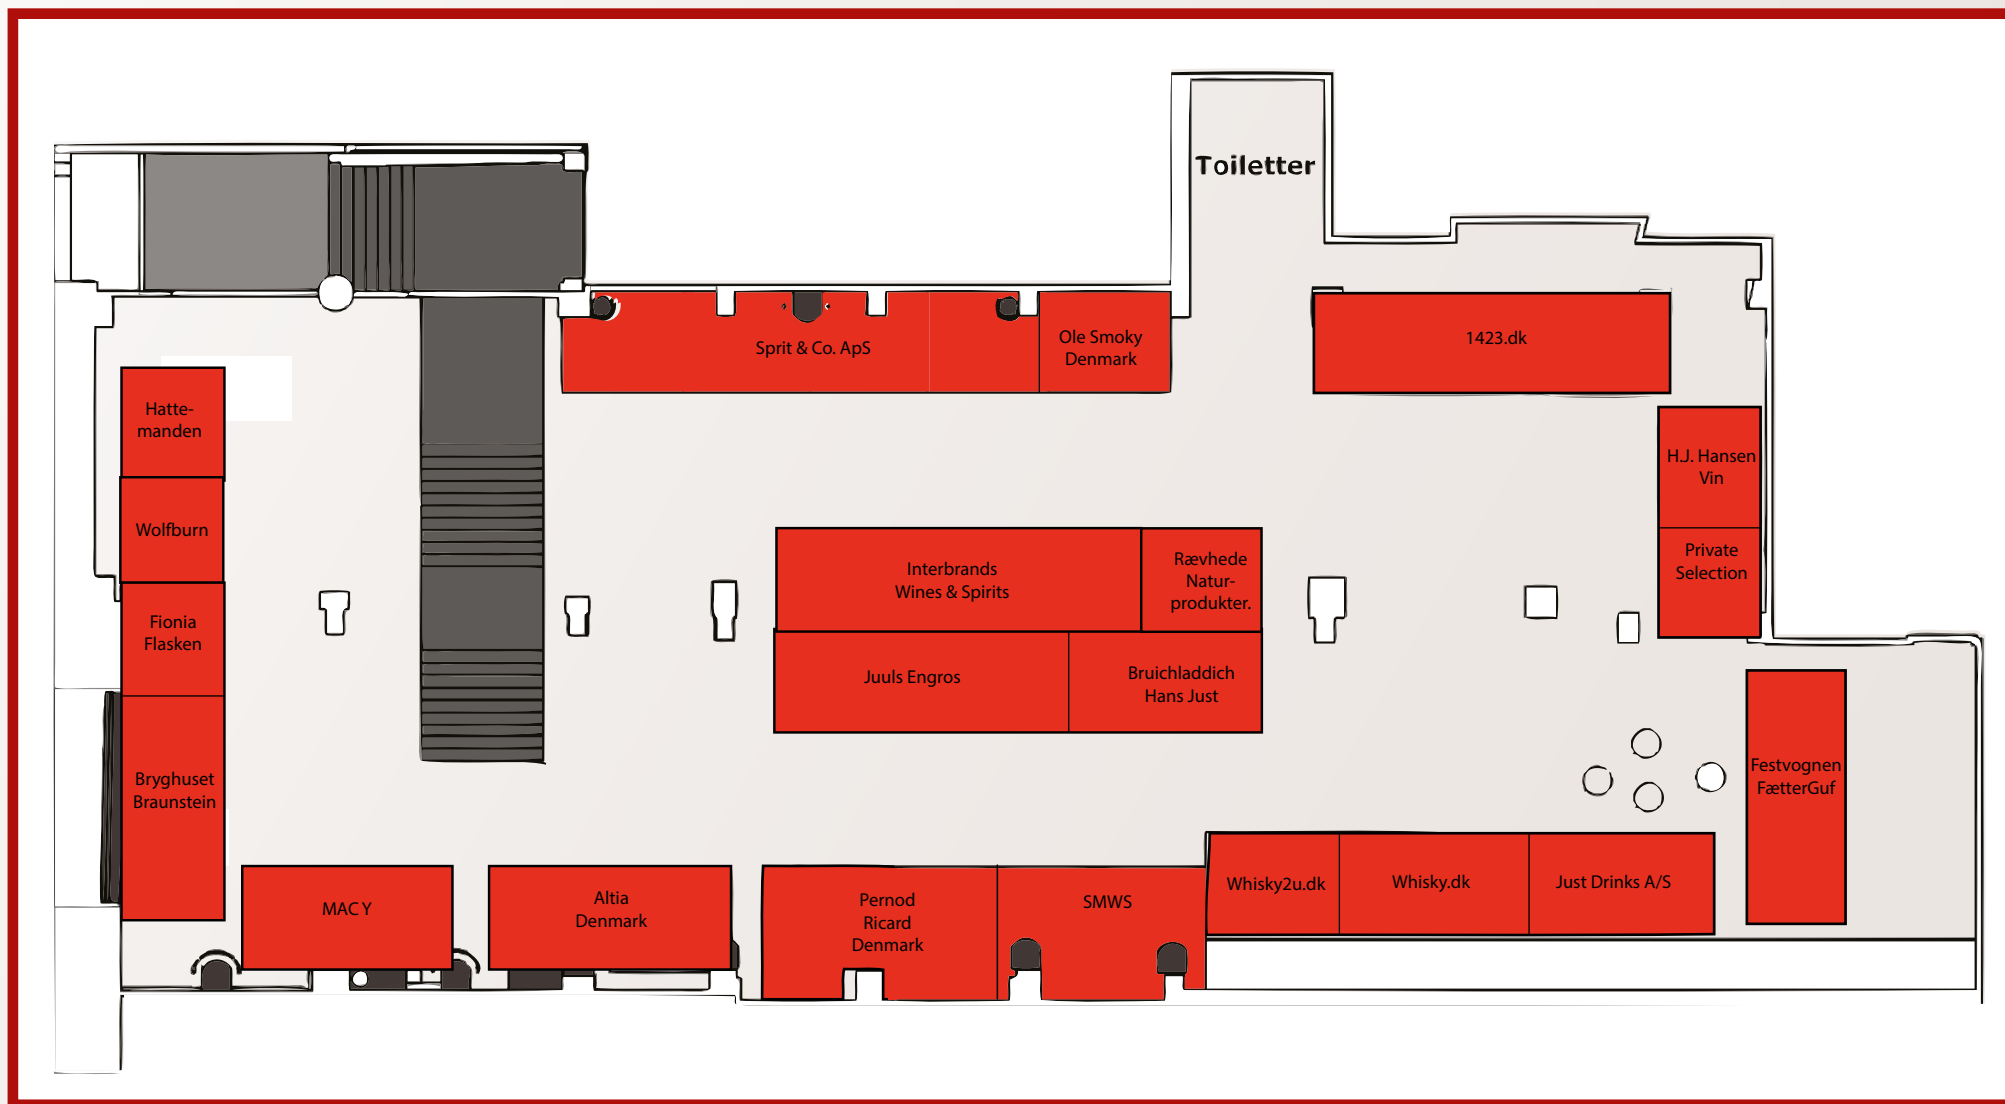 Toiletter
Sprit & Co. ApS
Ole Smoky
Denmark
1423.dk
Hatte-
manden
Wolfburn
Fionia
Flasken
Bryghuset
Braunstein
H.J. Hansen
Vin
Private
Selection
Interbrands
Wines & Spirits
Rævhede
Natur-
produkter.
Juuls Engros
Bruichladdich
Hans Just
Festvognen
FætterGuf
MAC Y
Altia
Denmark
Pernod
Ricard
Denmark
SMWS
Whisky2u.dk
Whisky.dk
Just Drinks A/S